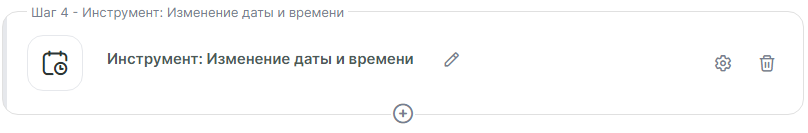 Шаг 4 - Инструмент: Изменение даты и времени
Инструмент: Изменение даты и времени